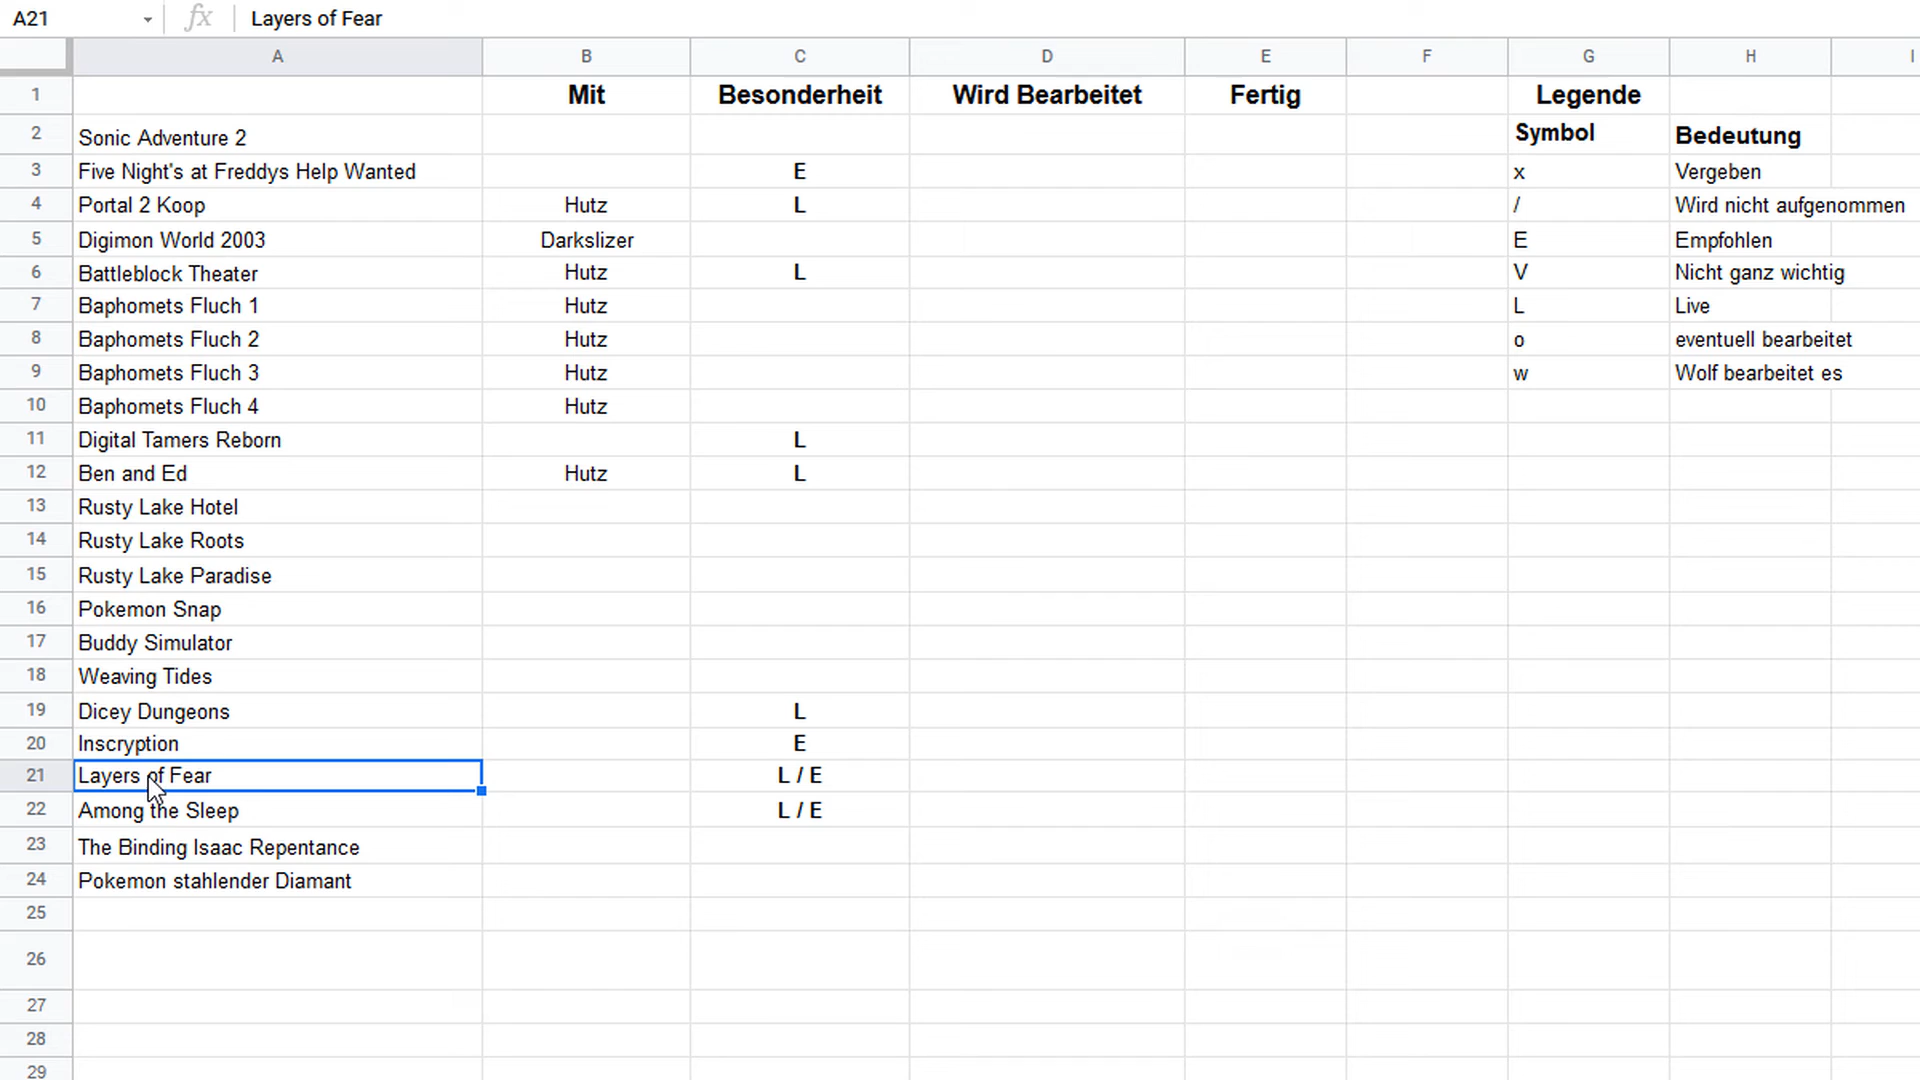 A21 fx Layers of Fear
A B C D E F G H I
1 Mit Besonderheit Wird Bearbeitet Fertig Legende
2 Sonic Adventure 2 Symbol Bedeutung
3 Five Night's at Freddys Help Wanted E x Vergeben
4 Portal 2 Koop Hutz L / Wird nicht aufgenommen
5 Digimon World 2003 Darkslizer E Empfohlen
6 Battleblock Theater Hutz L V Nicht ganz wichtig
7 Baphomets Fluch 1 Hutz L Live
8 Baphomets Fluch 2 Hutz o eventuell bearbeitet
9 Baphomets Fluch 3 Hutz w Wolf bearbeitet es
10 Baphomets Fluch 4 Hutz
11 Digital Tamers Reborn L
12 Ben and Ed Hutz L
13 Rusty Lake Hotel
14 Rusty Lake Roots
15 Rusty Lake Paradise
16 Pokemon Snap
17 Buddy Simulator
18 Weaving Tides
19 Dicey Dungeons L
20 Inscryption E
21 Layers of Fear L / E
22 Among the Sleep L / E
23 The Binding Isaac Repentance
24 Pokemon stahlender Diamant
25
26
27
28
29